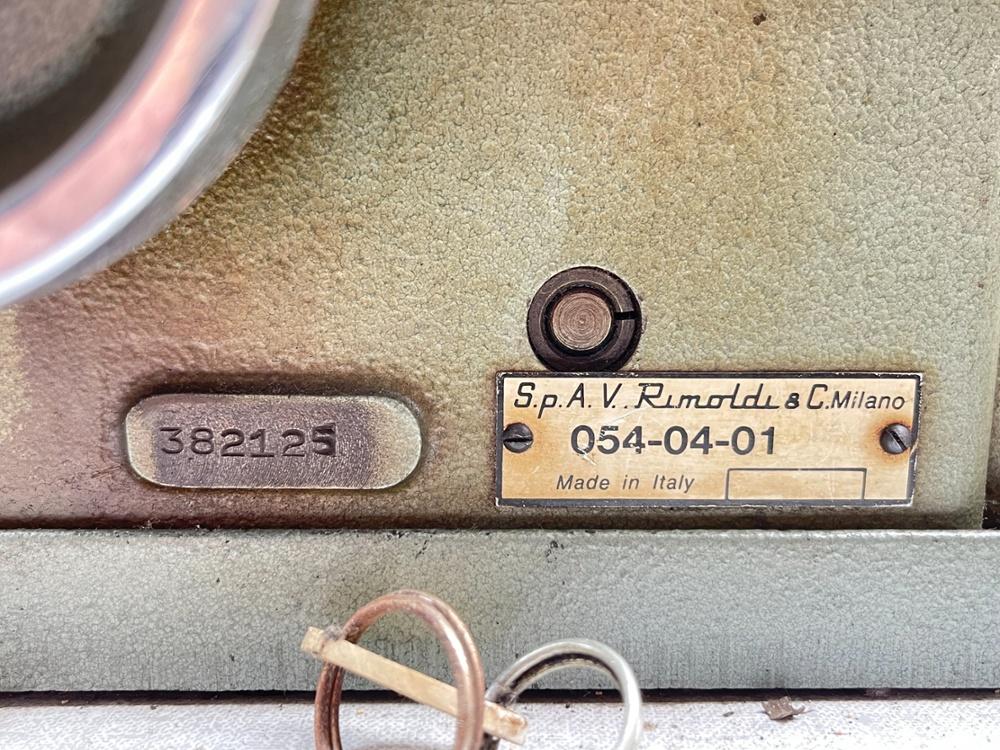 382125
S.p.A.V. Rimoldi & C. Milano
054-04-01
Made in Italy